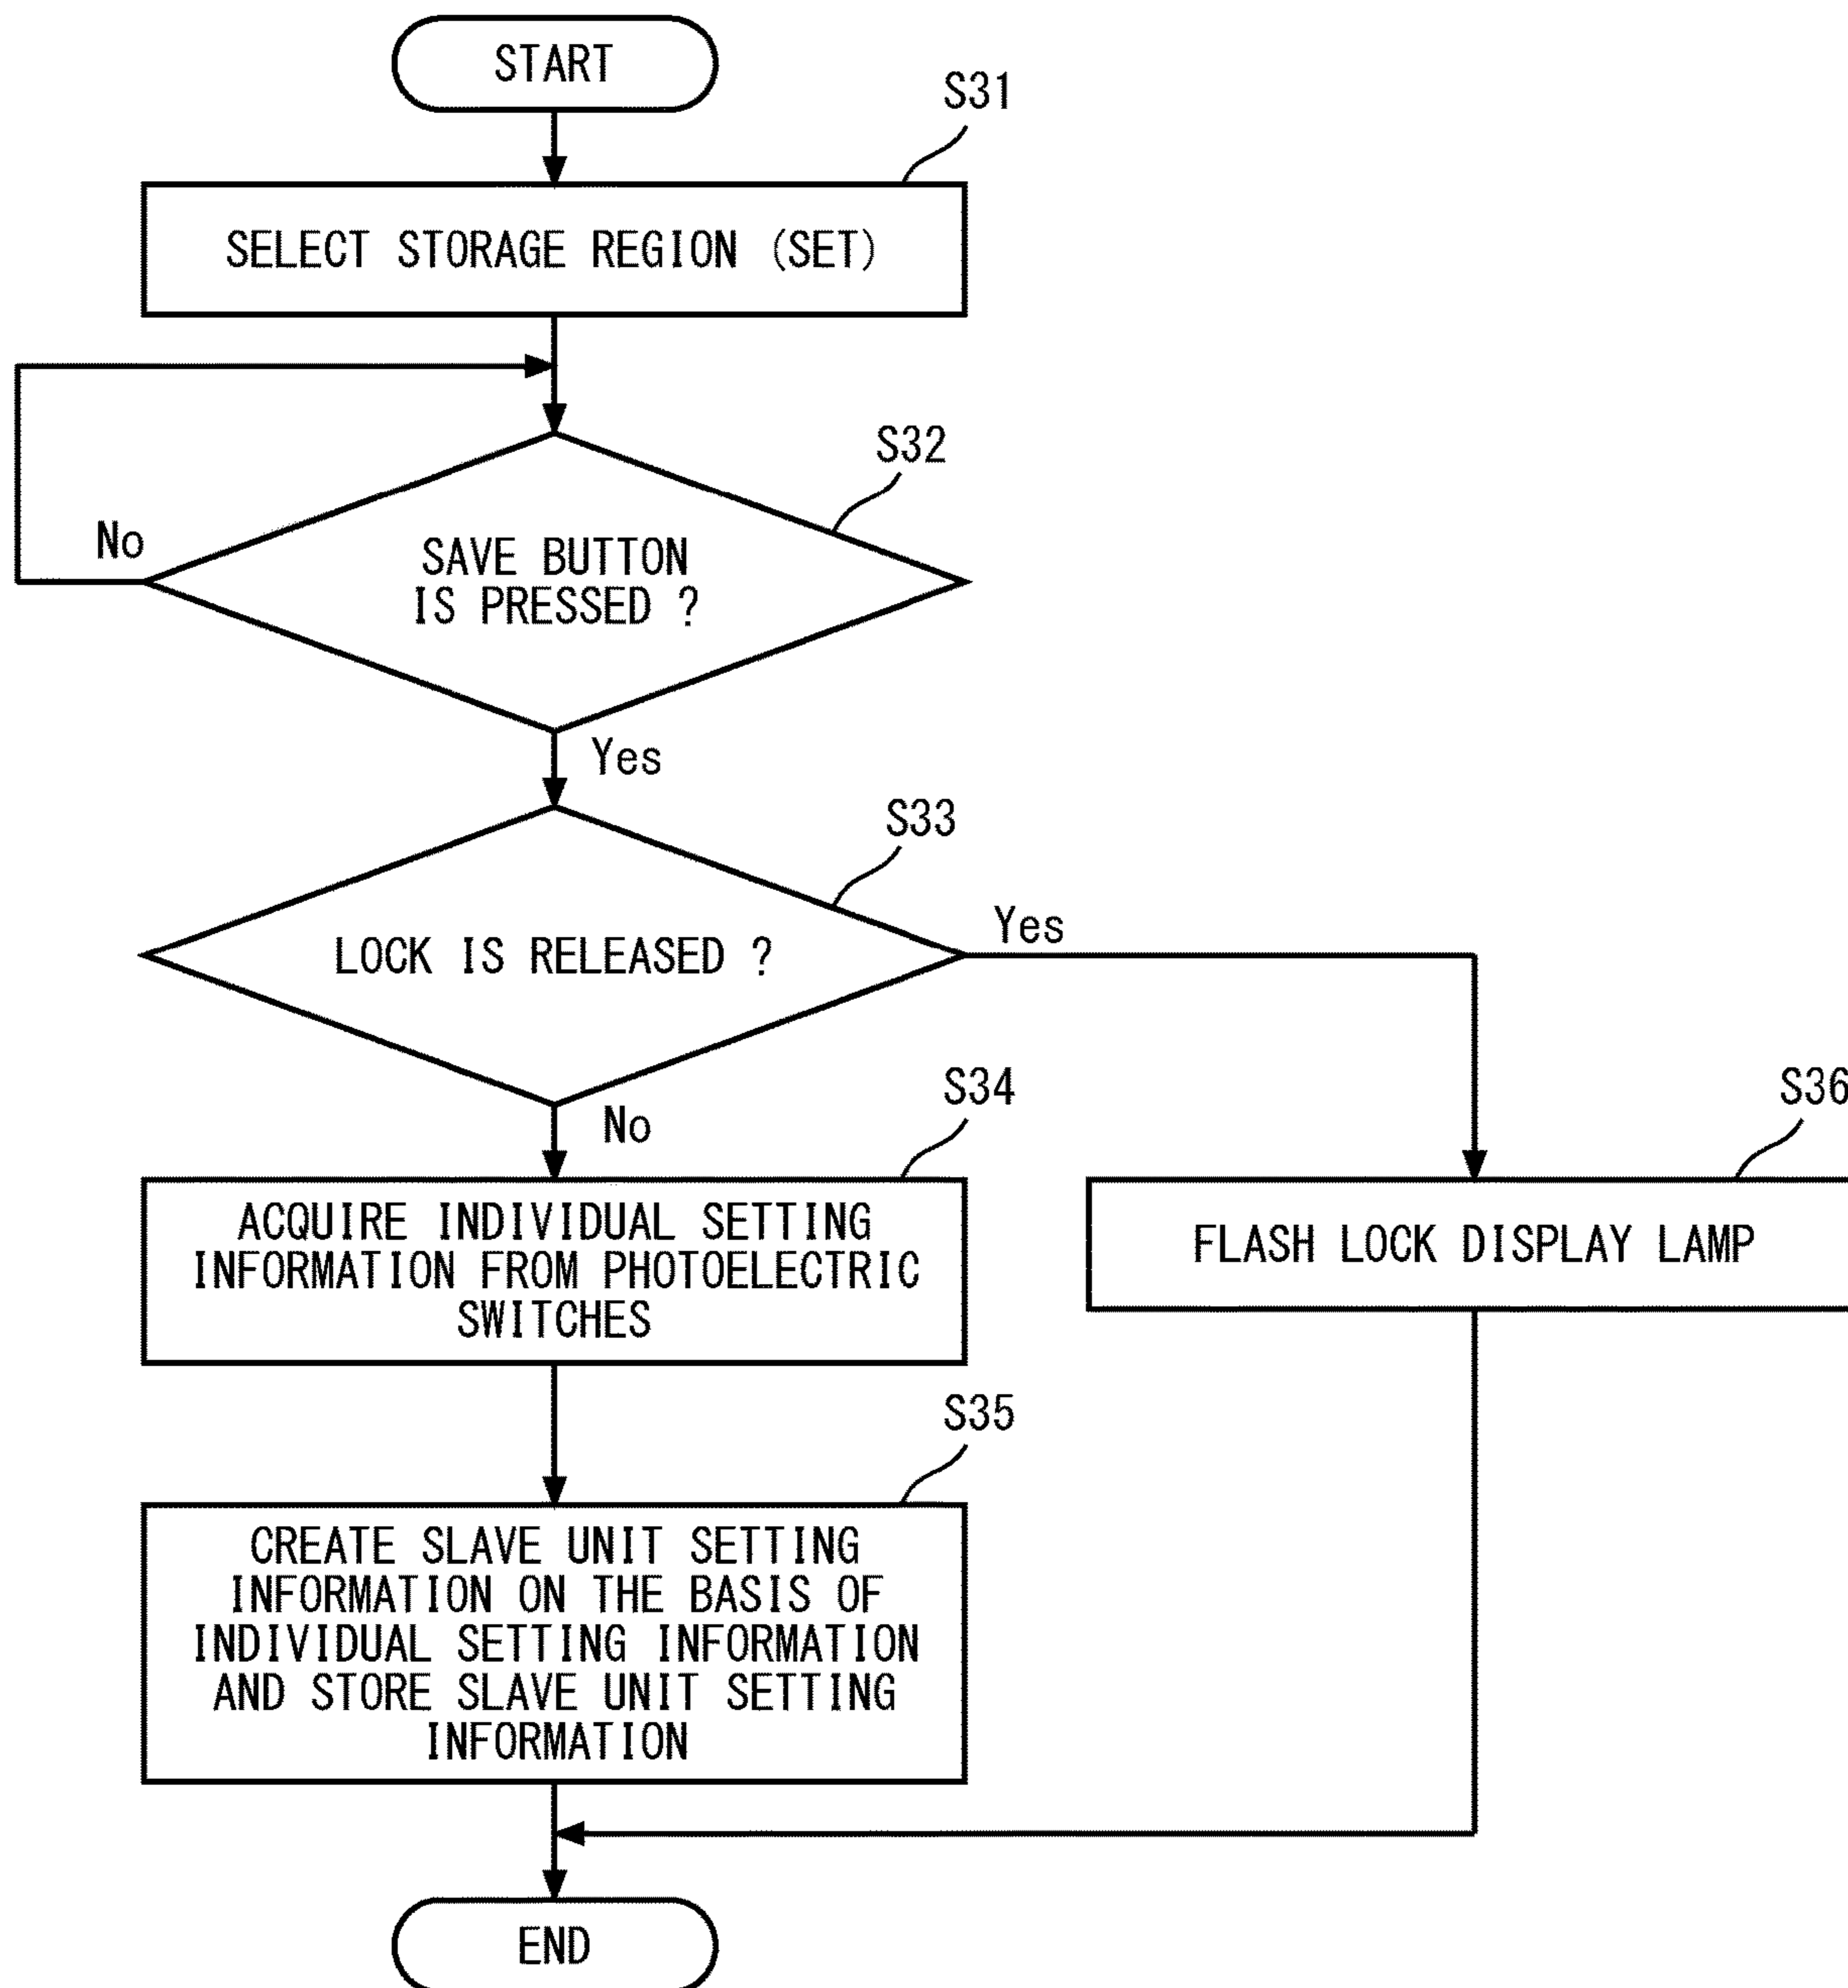 START
S31
SELECT STORAGE REGION (SET)
S32
No
SAVE BUTTON
IS PRESSED ?
Yes
S33
Yes
LOCK IS RELEASED ?
No
S34
S36
ACQUIRE INDIVIDUAL SETTING
INFORMATION FROM PHOTOELECTRIC
SWITCHES
FLASH LOCK DISPLAY LAMP
S35
CREATE SLAVE UNIT SETTING
INFORMATION ON THE BASIS OF
INDIVIDUAL SETTING INFORMATION
AND STORE SLAVE UNIT SETTING
INFORMATION
END